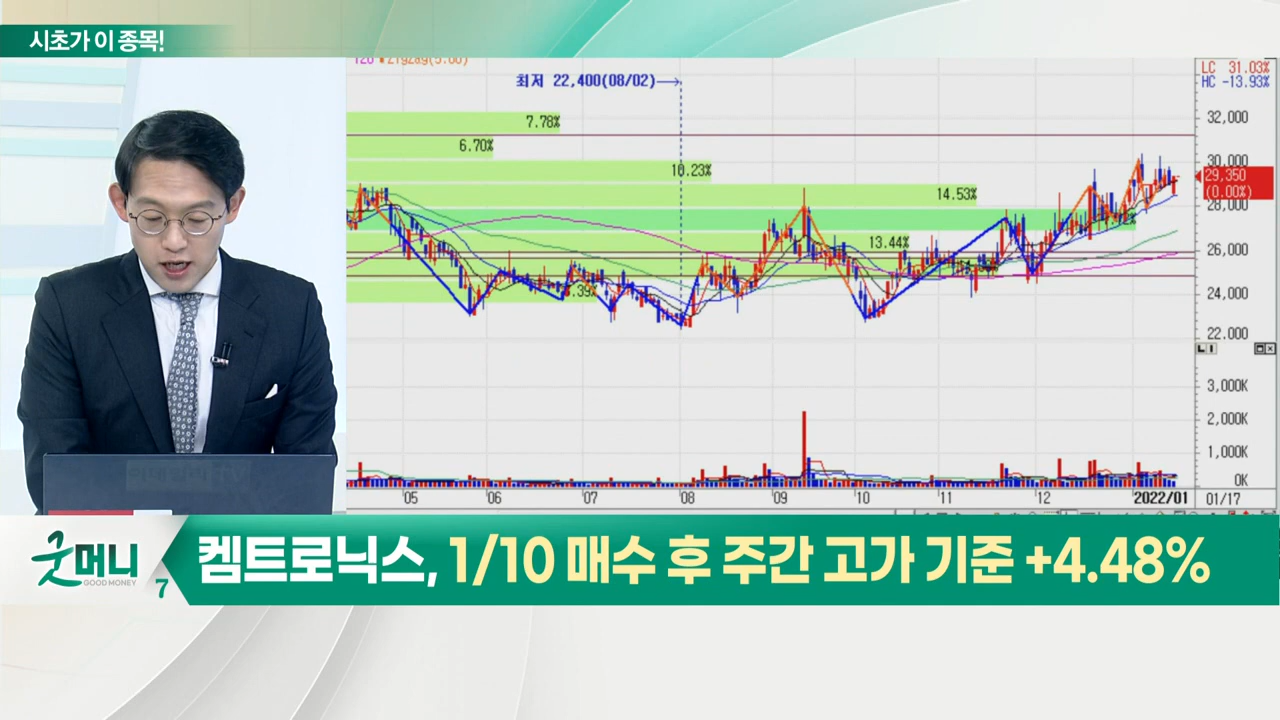 시초가 이 종목!
ZigZag(5.00)
LC 31.03%
HC -13.93%
최저 22,400(08/02)
7.78%
32,000
6.70%
30,000
10.23%
29,350
(0.00%)
14.53%
28,000
13.44%
26,000
24,000
22.000
3,000K
2,000K
1,000K
0K
05 06 07 08 09 10 11 12 2022/01 01/17
굿머니
GOOD MONEY
7
켐트로닉스, 1/10 매수 후 주간 고가 기준 +4.48%